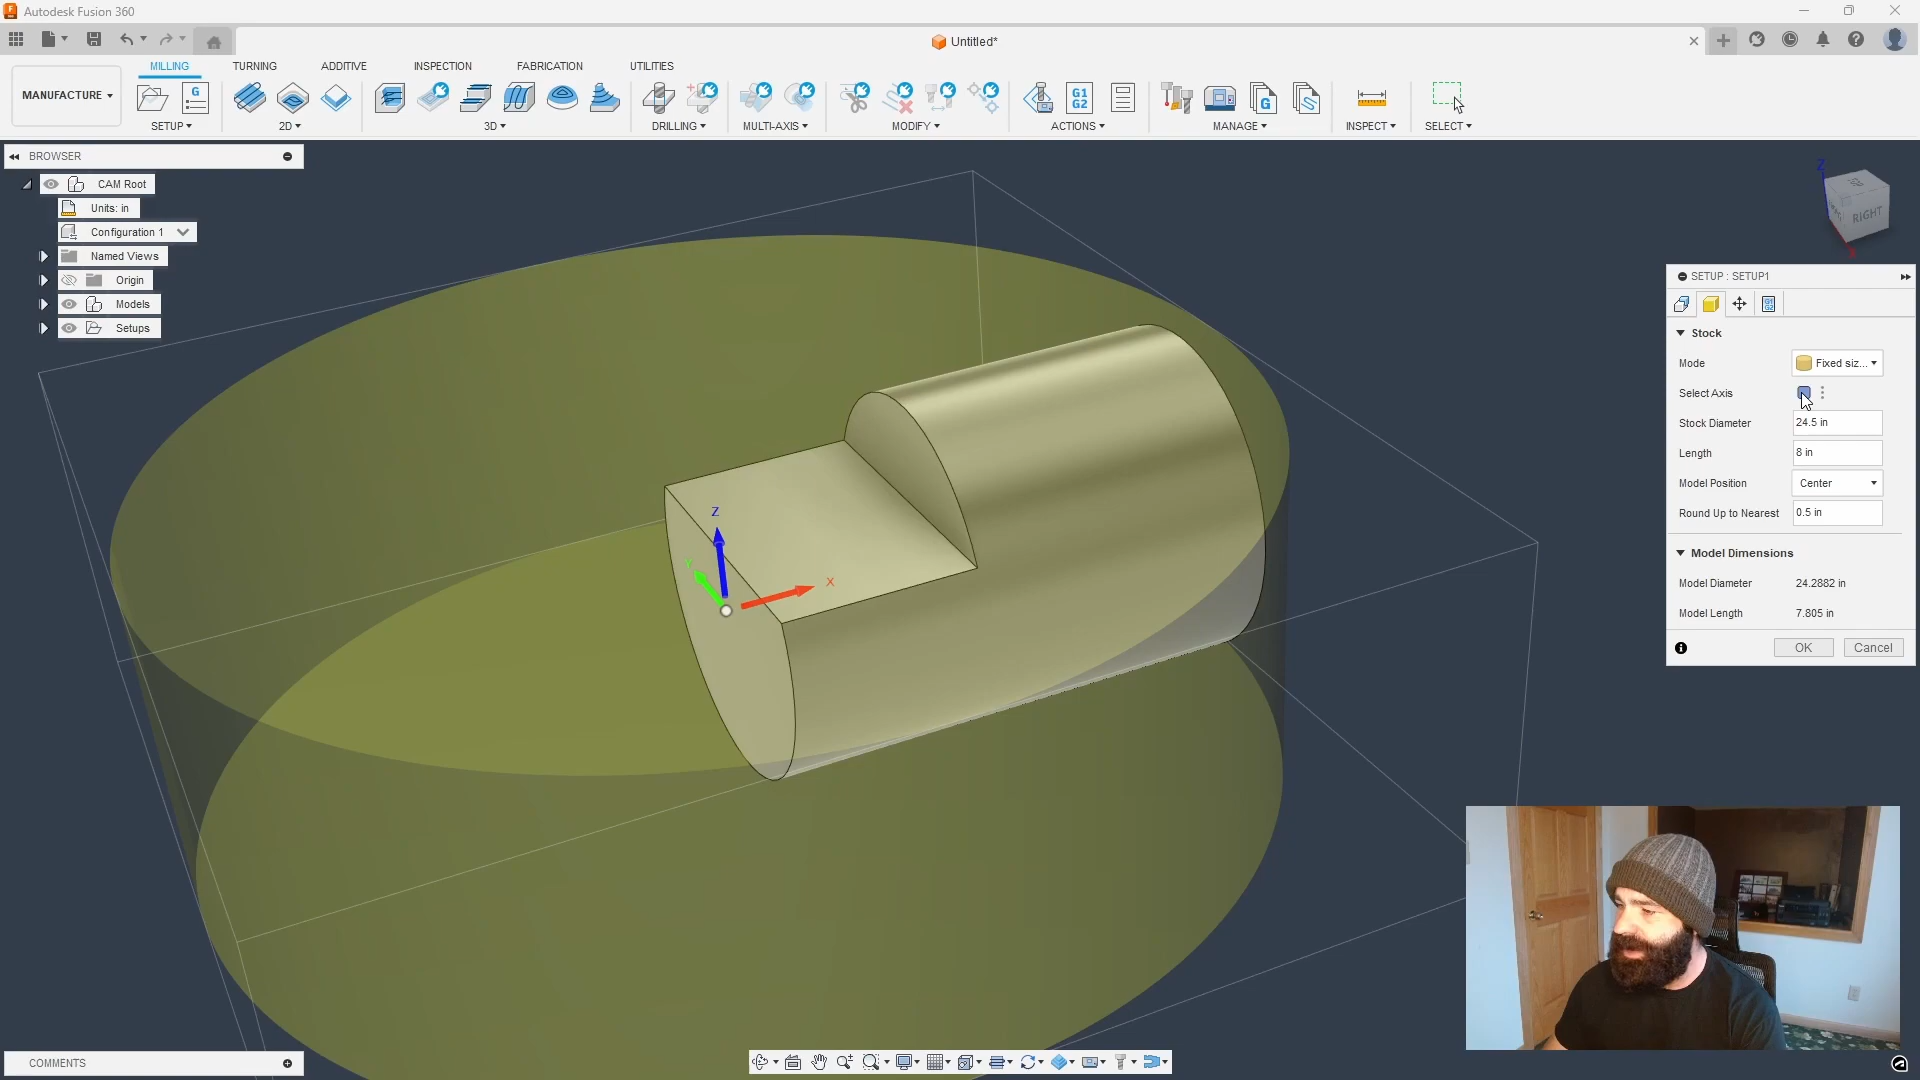 Autodesk Fusion 360
Untitled*
MILLING TURNING ADDITIVE INSPECTION FABRICATION UTILITIES
MANUFACTURE
G G1 G2 G
SETUP 2D 3D DRILLING MULTI-AXIS MODIFY ACTIONS MANAGE INSPECT SELECT
BROWSER
CAM Root
Units: in
Configuration 1
Named Views
Origin
Models
Setups
Z
RIGHT
X
SETUP : SETUP1
Stock
Mode Fixed siz...
Select Axis
Stock Diameter 24.5 in
Length 8 in
Model Position Center
Round Up to Nearest 0.5 in
Model Dimensions
Model Diameter 24.2882 in
Model Length 7.805 in
OK Cancel
Z
Y
X
COMMENTS